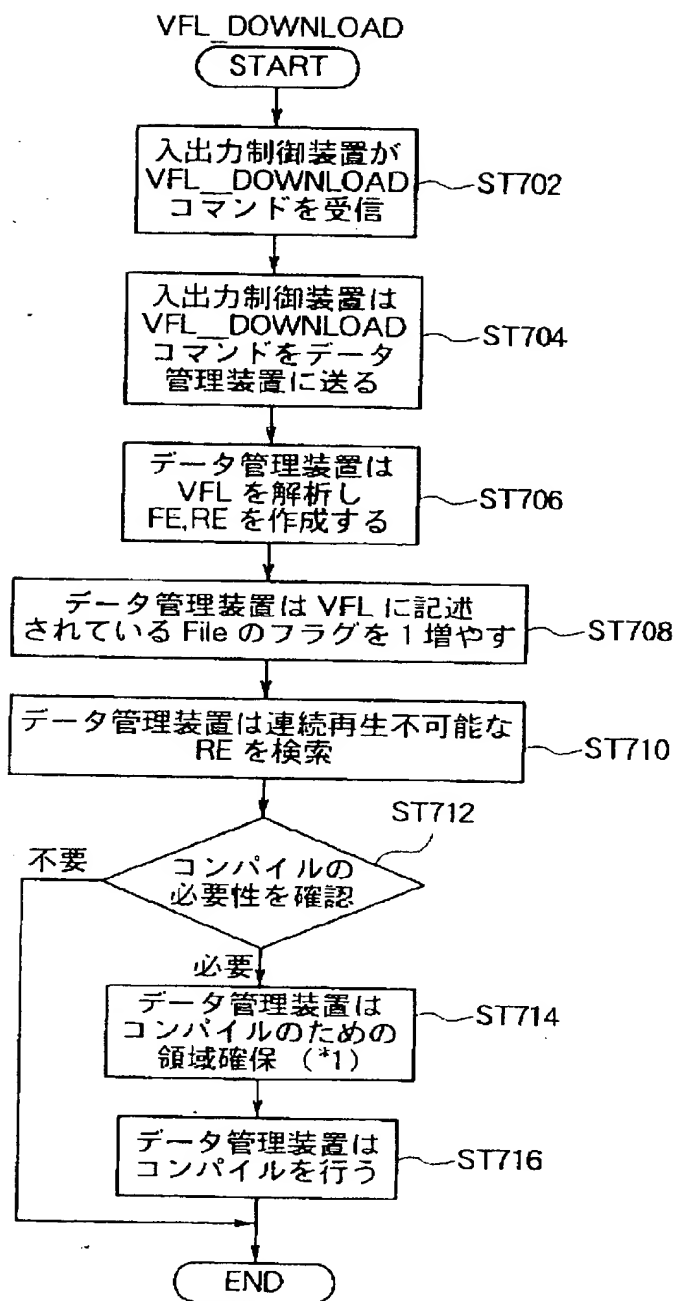 VFL_DOWNLOAD
START
入出力制御装置が
VFL__DOWNLOAD
コマンドを受信
ST702
入出力制御装置は
VFL__DOWNLOAD
コマンドをデータ
管理装置に送る
ST704
データ管理装置は
VFL を解析し
FE,RE を作成する
ST706
データ管理装置は VFL に記述
されている File のフラグを 1 増やす
ST708
データ管理装置は連続再生不可能な
RE を検索
ST710
ST712
不要
コンパイルの
必要性を確認
必要
データ管理装置は
コンパイルのための
領域確保 (*1)
ST714
データ管理装置は
コンパイルを行う
ST716
END